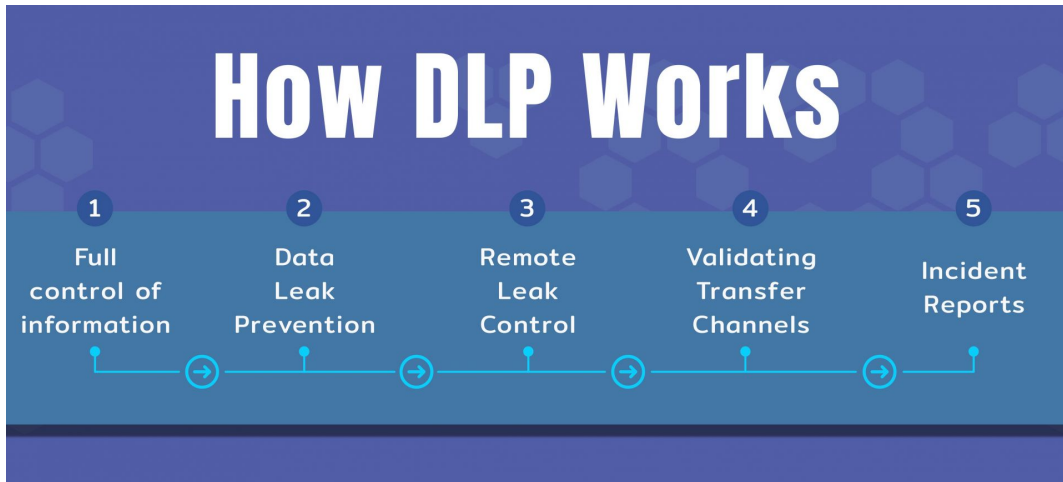 How DLP Works
1
Full
control of
information
2
Data
Leak
Prevention
3
Remote
Leak
Control
4
Validating
Transfer
Channels
5
Incident
Reports